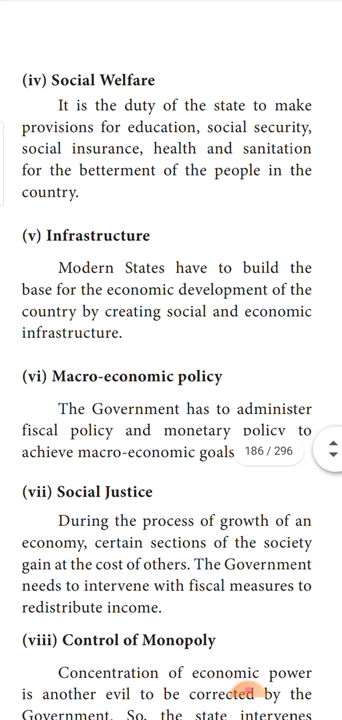 (iv) Social Welfare
It is the duty of the state to make
provisions for education, social security,
social insurance, health and sanitation
for the betterment of the people in the
country.
(v) Infrastructure
Modern States have to build the
base for the economic development of the
country by creating social and economic
infrastructure.
(vi) Macro-economic policy
The Government has to administer
fiscal policy and monetary policy to
achieve macro-economic goals
186 / 296
(vii) Social Justice
During the process of growth of an
economy, certain sections of the society
gain at the cost of others. The Government
needs to intervene with fiscal measures to
redistribute income.
(viii) Control of Monopoly
Concentration of economic power
is another evil to be corrected by the
Government. So, the state intervenes